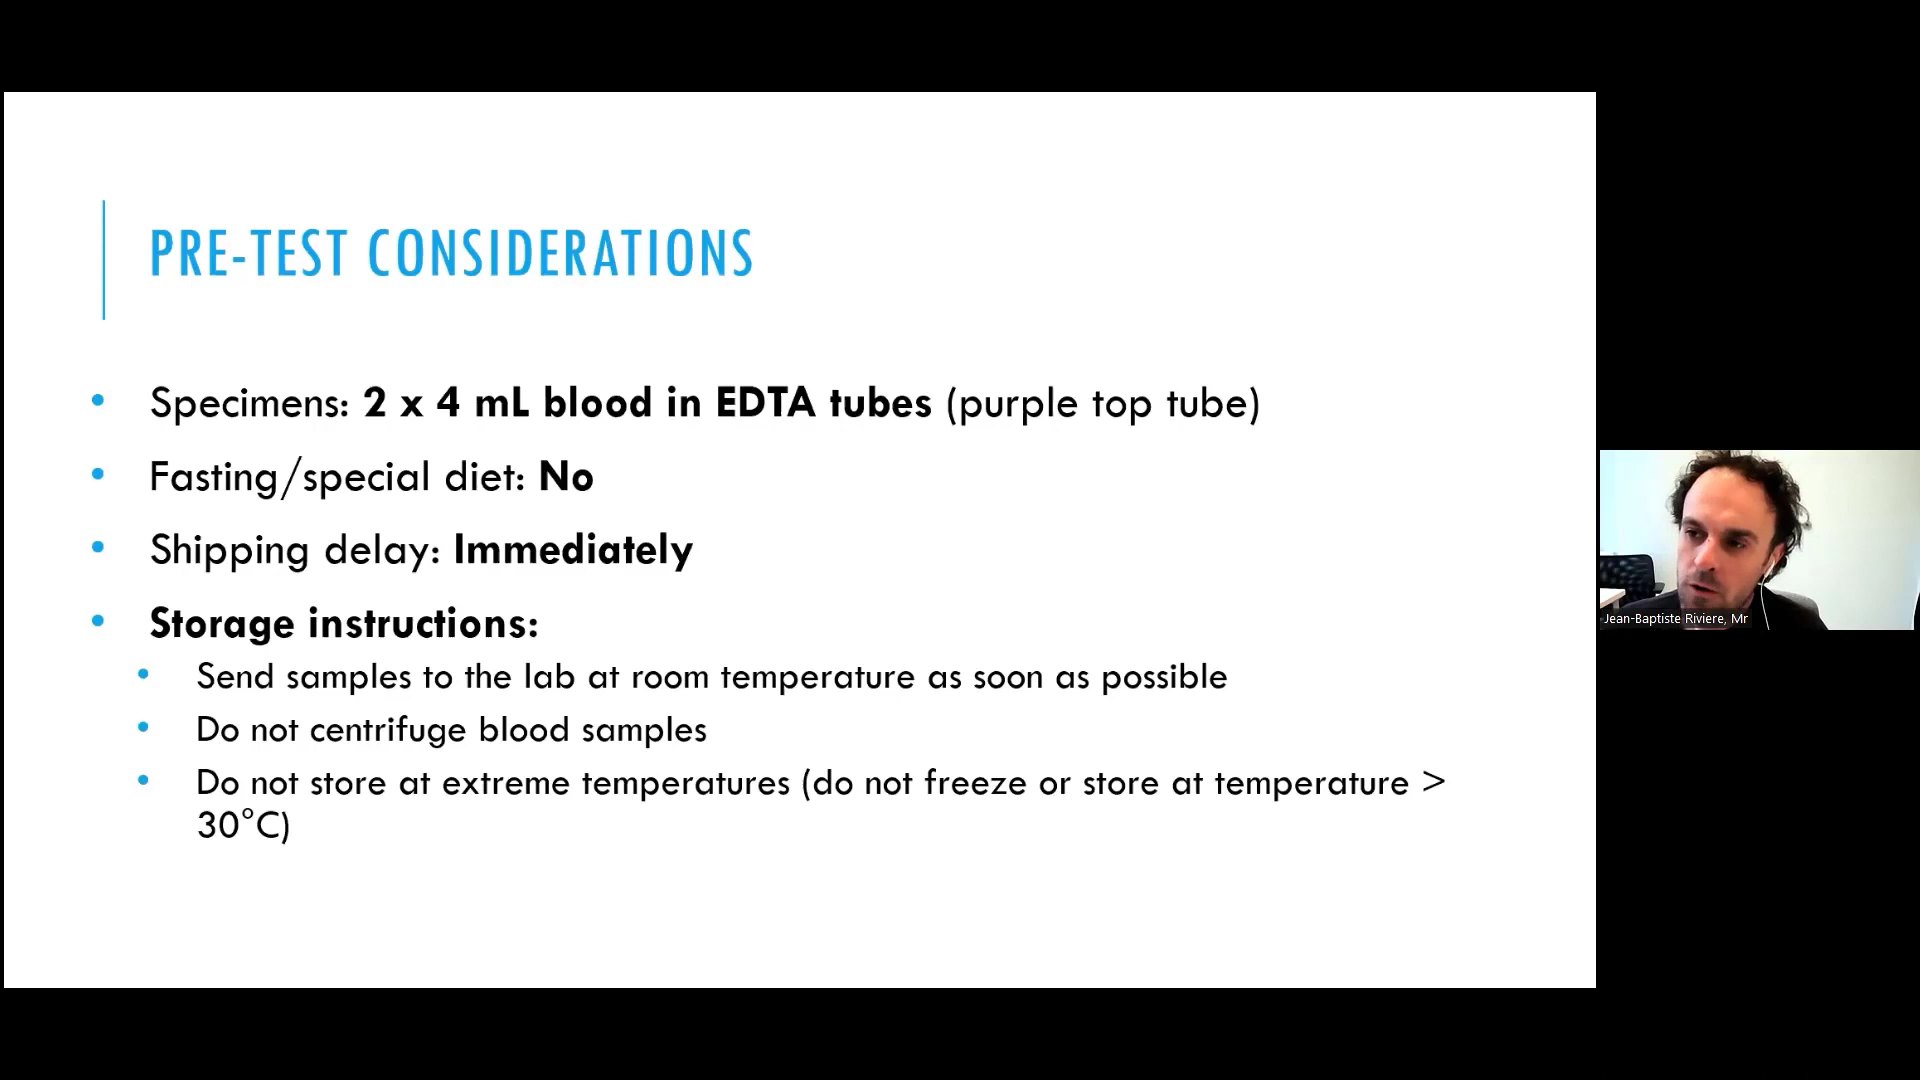 PRE-TEST CONSIDERATIONS
• Specimens: 2 x 4 mL blood in EDTA tubes (purple top tube)
• Fasting/special diet: No
• Shipping delay: Immediately
• Storage instructions:
• Send samples to the lab at room temperature as soon as possible
• Do not centrifuge blood samples
• Do not store at extreme temperatures (do not freeze or store at temperature >
30°C)
Jean-Baptiste Riviere, Mr